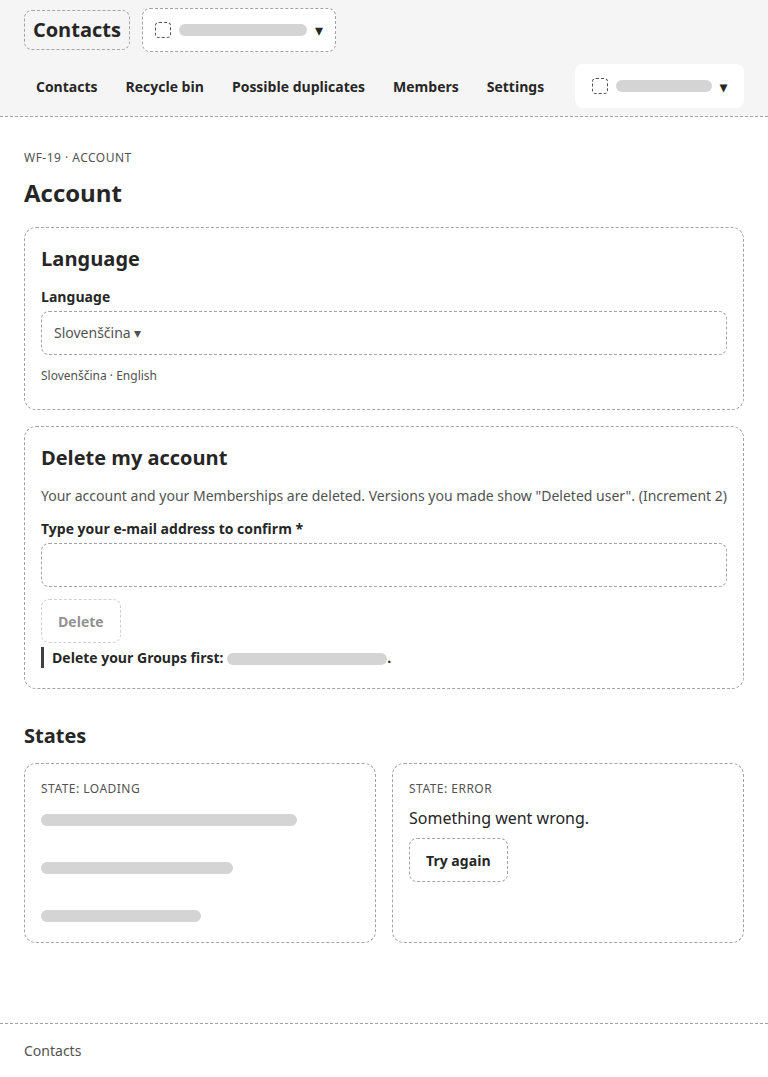 Contacts ▾
Contacts Recycle bin Possible duplicates Members Settings ▾
WF-19 · ACCOUNT
Account
Language
Language
Slovenščina ▾
Slovenščina · English
Delete my account
Your account and your Memberships are deleted. Versions you made show "Deleted user". (Increment 2)
Type your e-mail address to confirm *
Delete
Delete your Groups first: .
States
STATE: LOADING
STATE: ERROR
Something went wrong.
Try again
Contacts